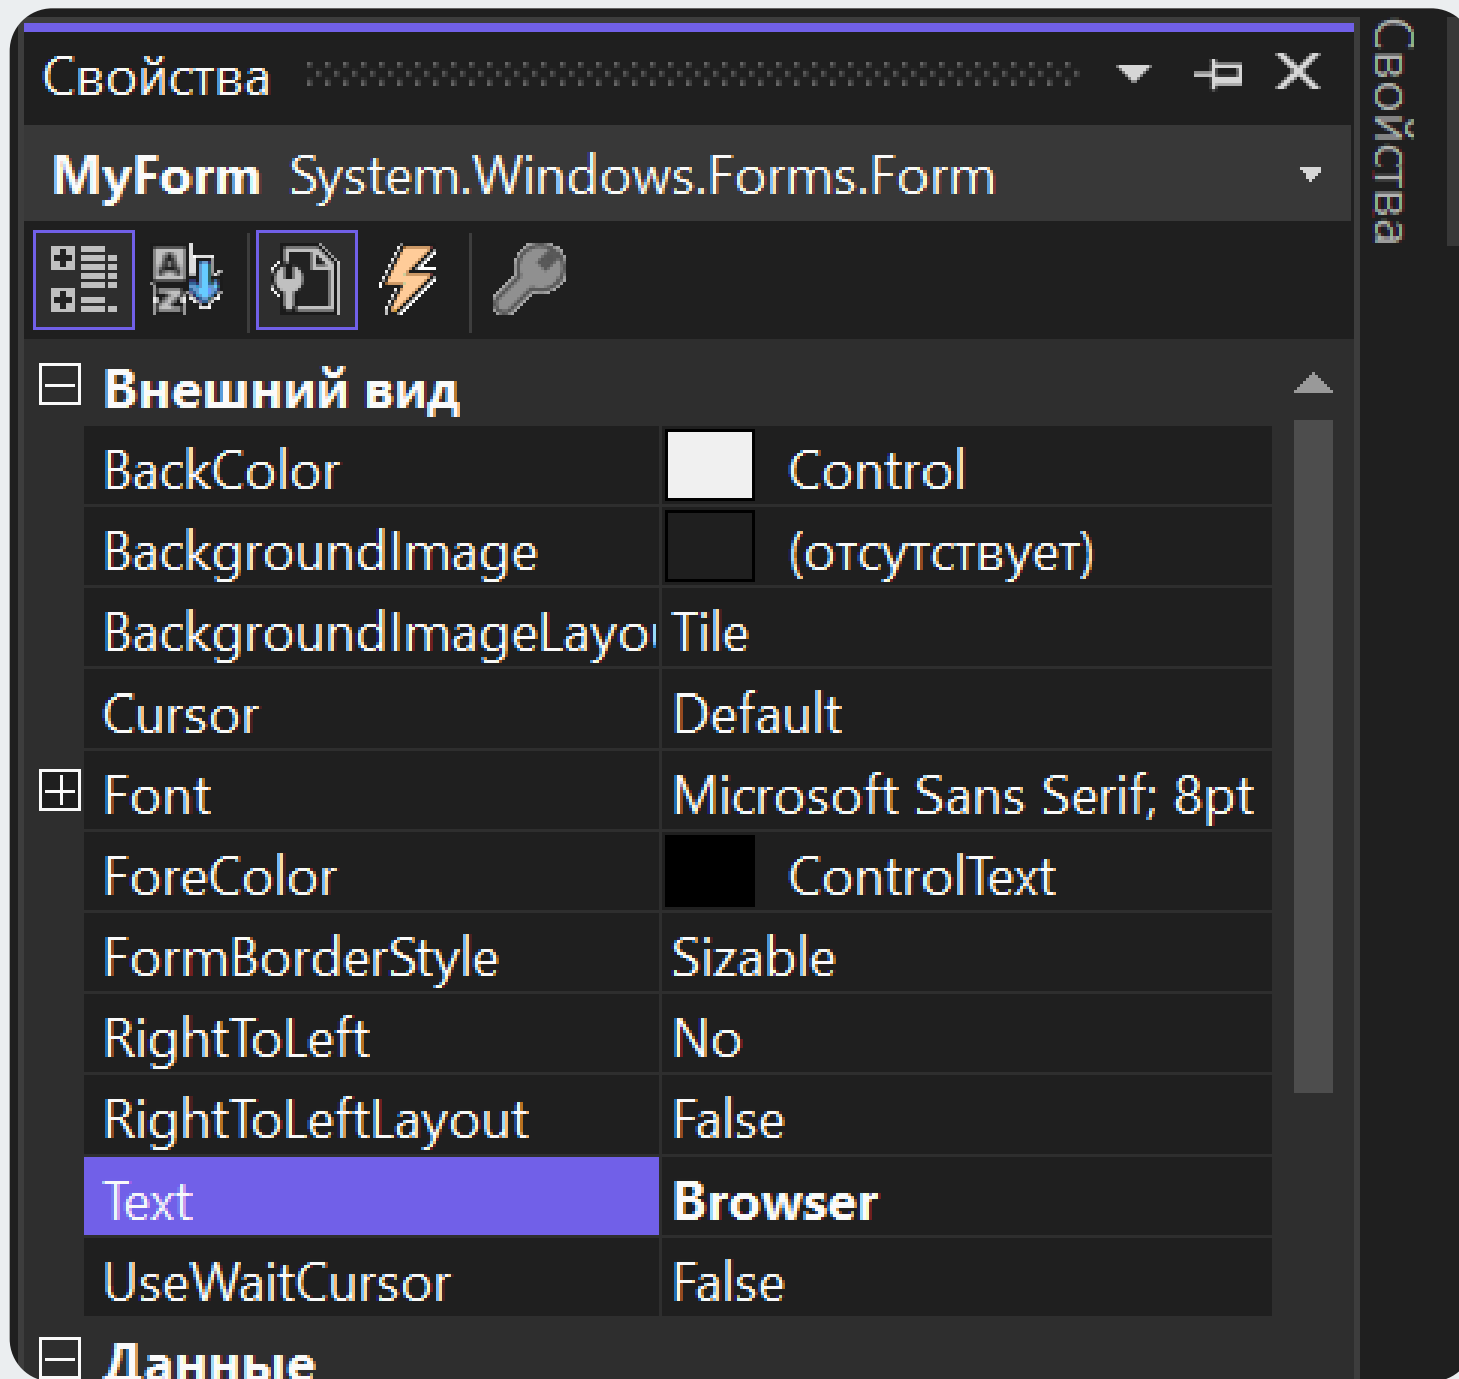 Свойства
MyForm System.Windows.Forms.Form
Внешний вид
BackColor Control
BackgroundImage (отсутствует)
BackgroundImageLayou Tile
Cursor Default
Font Microsoft Sans Serif; 8pt
ForeColor ControlText
FormBorderStyle Sizable
RightToLeft No
RightToLeftLayout False
Text Browser
UseWaitCursor False
Данные
Свойства